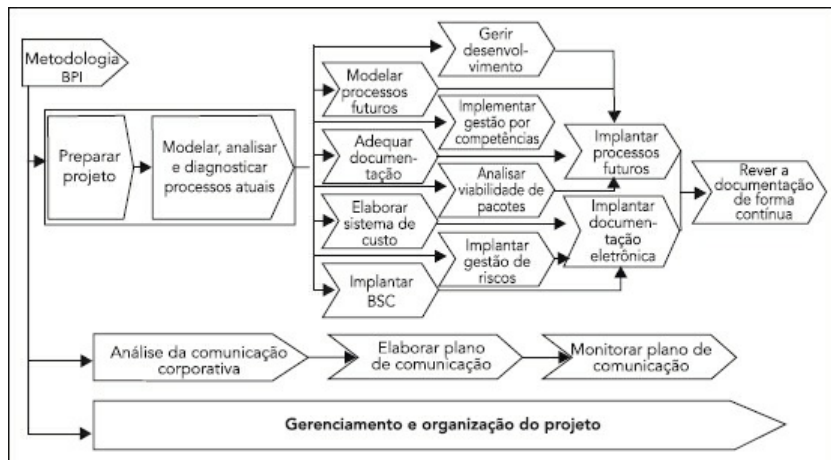 Metodologia
BPI
Preparar
projeto
Modelar, analisar
e diagnosticar
processos atuais
Gerir
desenvol-
vimento
Modelar
processos
futuros
Implementar
gestão por
competências
Adequar
documen-
tação
Analisar
viabilidade de
pacotes
Elaborar
sistema de
custo
Implantar
gestão de
riscos
Implantar
BSC
Implantar
processos
futuros
Implantar
documen-
tação
eletrônica
Rever a
documentação
de forma
contínua
Análise da comunicação
corporativa
Elaborar plano
de comunicação
Monitorar plano de
comunicação
Gerenciamento e organização do projeto